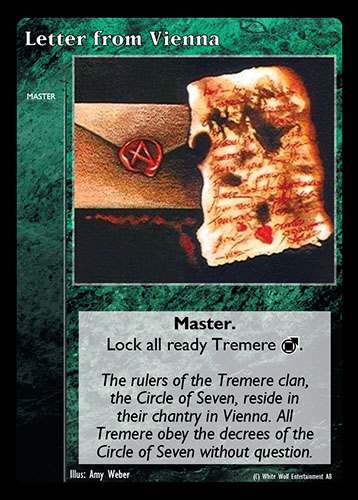 Letter from Vienna
MASTER
Master.
Lock all ready Tremere .
The rulers of the Tremere clan,
the Circle of Seven, reside in
their chantry in Vienna. All
Tremere obey the decrees of the
Circle of Seven without question.
Illus: Amy Weber
(C) White Wolf Entertainment AB